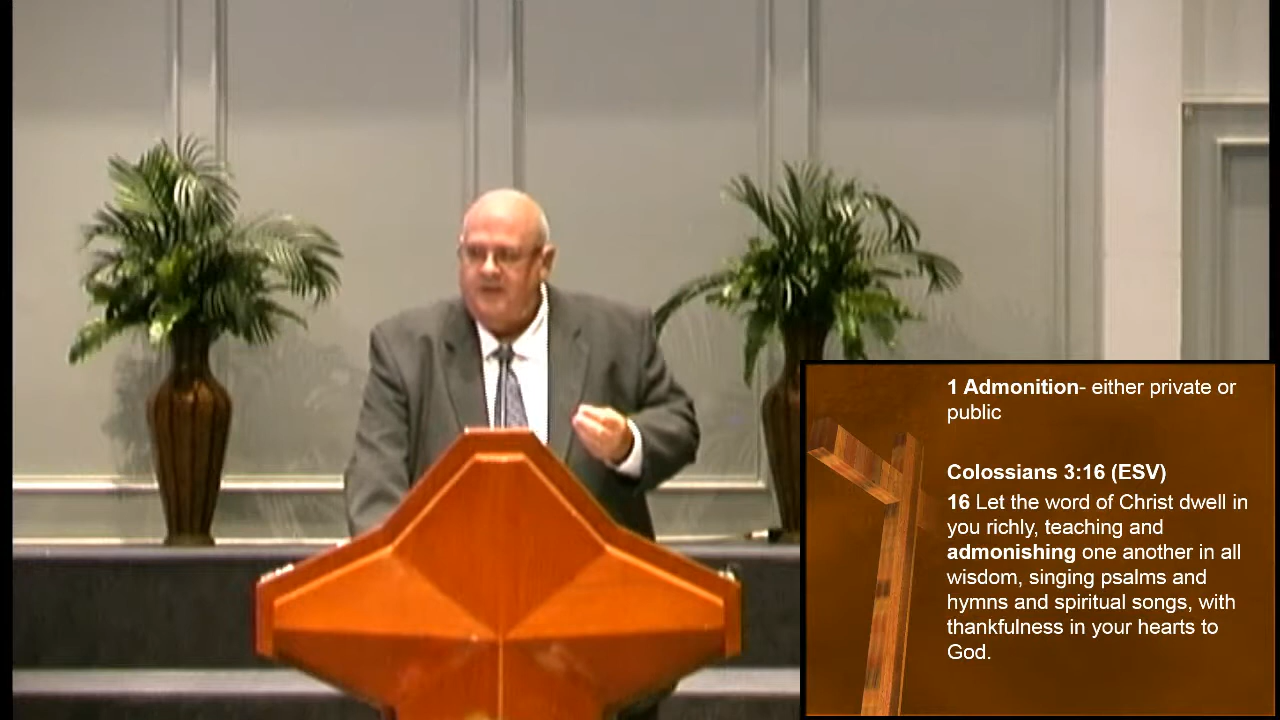 1 Admonition- either private or
public
Colossians 3:16 (ESV)
16 Let the word of Christ dwell in
you richly, teaching and
admonishing one another in all
wisdom, singing psalms and
hymns and spiritual songs, with
thankfulness in your hearts to
God.